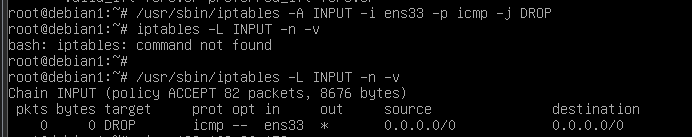 root@debian1:~# /usr/sbin/iptables -A INPUT -i ens33 -p icmp -j DROP
root@debian1:~# iptables -L INPUT -n -v
bash: iptables: command not found
root@debian1:~#
root@debian1:~# /usr/sbin/iptables -L INPUT -n -v
Chain INPUT (policy ACCEPT 82 packets, 8676 bytes)
 pkts bytes target     prot opt in     out     source               destination
    0     0 DROP       icmp --  ens33  *       0.0.0.0/0            0.0.0.0/0